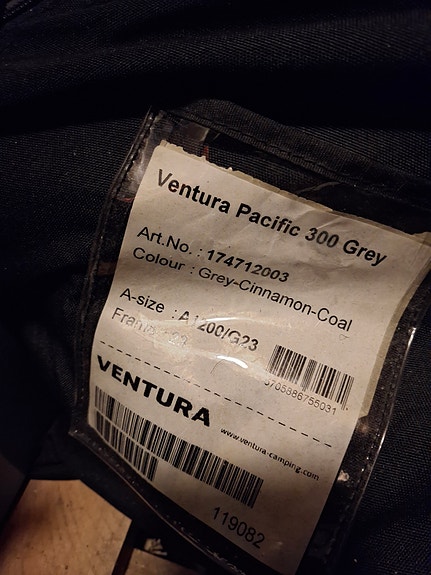 Ventura Pacific 300 Grey
Art.No. : 174712003
Colour : Grey-Cinnamon-Coal
A-size : A1200/G23
5705886755031
VENTURA
www.ventura-camping.com
119082